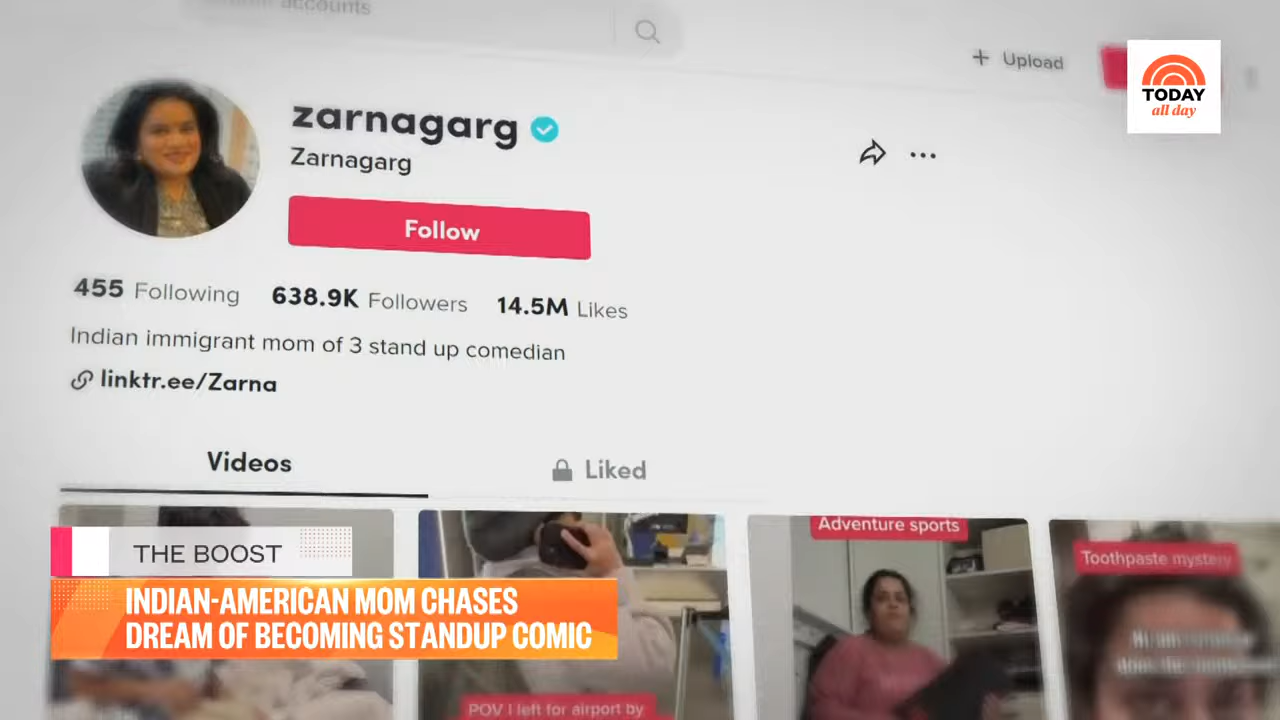 accounts
Upload
TODAY
all day
zarnagarg
Zarnagarg
Follow
455 Following 638.9K Followers 14.5M Likes
Indian immigrant mom of 3 stand up comedian
linktr.ee/Zarna
Videos
Liked
Adventure sports
Toothpaste mystery
THE BOOST
INDIAN-AMERICAN MOM CHASES
DREAM OF BECOMING STANDUP COMIC
POV I left for airport by